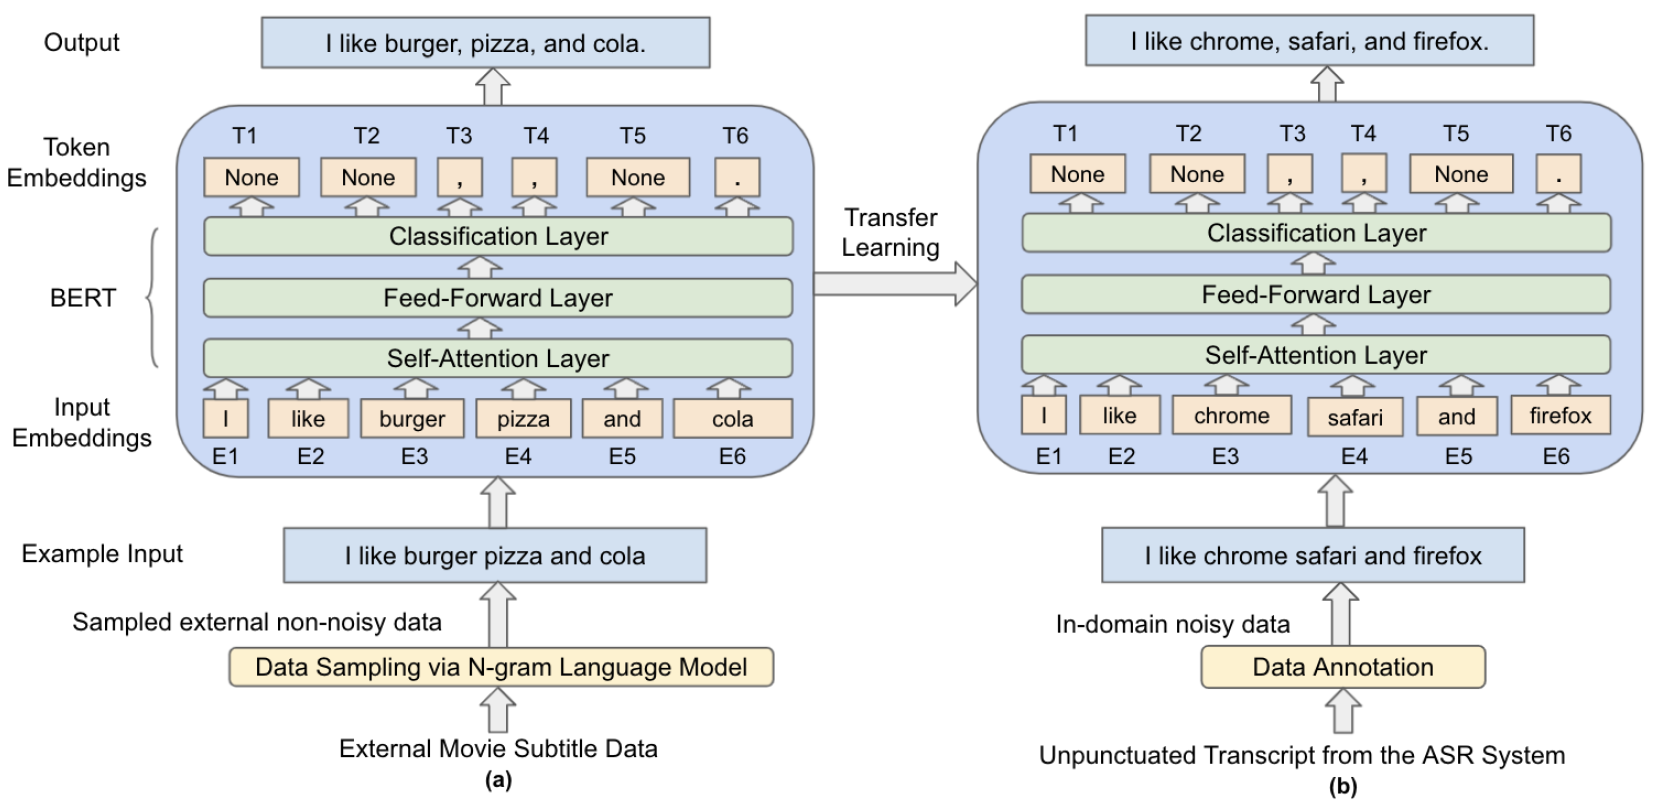 Output
I like burger, pizza, and cola.
Token
Embeddings
T1 T2 T3 T4 T5 T6
None None , , None .
Classification Layer
BERT
Feed-Forward Layer
Self-Attention Layer
Input
Embeddings
I like burger pizza and cola
E1 E2 E3 E4 E5 E6
Example Input
I like burger pizza and cola
Sampled external non-noisy data
Data Sampling via N-gram Language Model
External Movie Subtitle Data
(a)
Transfer
Learning
I like chrome, safari, and firefox.
T1 T2 T3 T4 T5 T6
None None , , None .
Classification Layer
Feed-Forward Layer
Self-Attention Layer
I like chrome safari and firefox
E1 E2 E3 E4 E5 E6
I like chrome safari and firefox
In-domain noisy data
Data Annotation
Unpunctuated Transcript from the ASR System
(b)